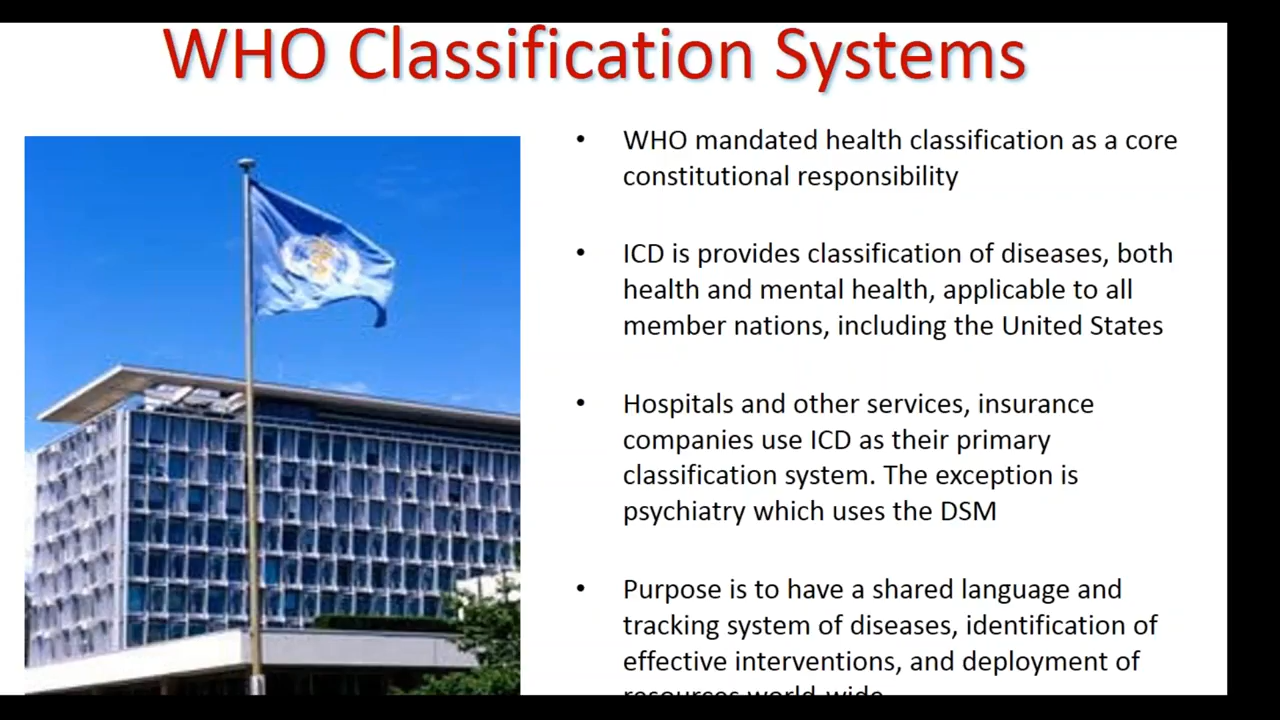 WHO Classification Systems
• WHO mandated health classification as a core
constitutional responsibility
• ICD is provides classification of diseases, both
health and mental health, applicable to all
member nations, including the United States
• Hospitals and other services, insurance
companies use ICD as their primary
classification system. The exception is
psychiatry which uses the DSM
• Purpose is to have a shared language and
tracking system of diseases, identification of
effective interventions, and deployment of
resources world-wide